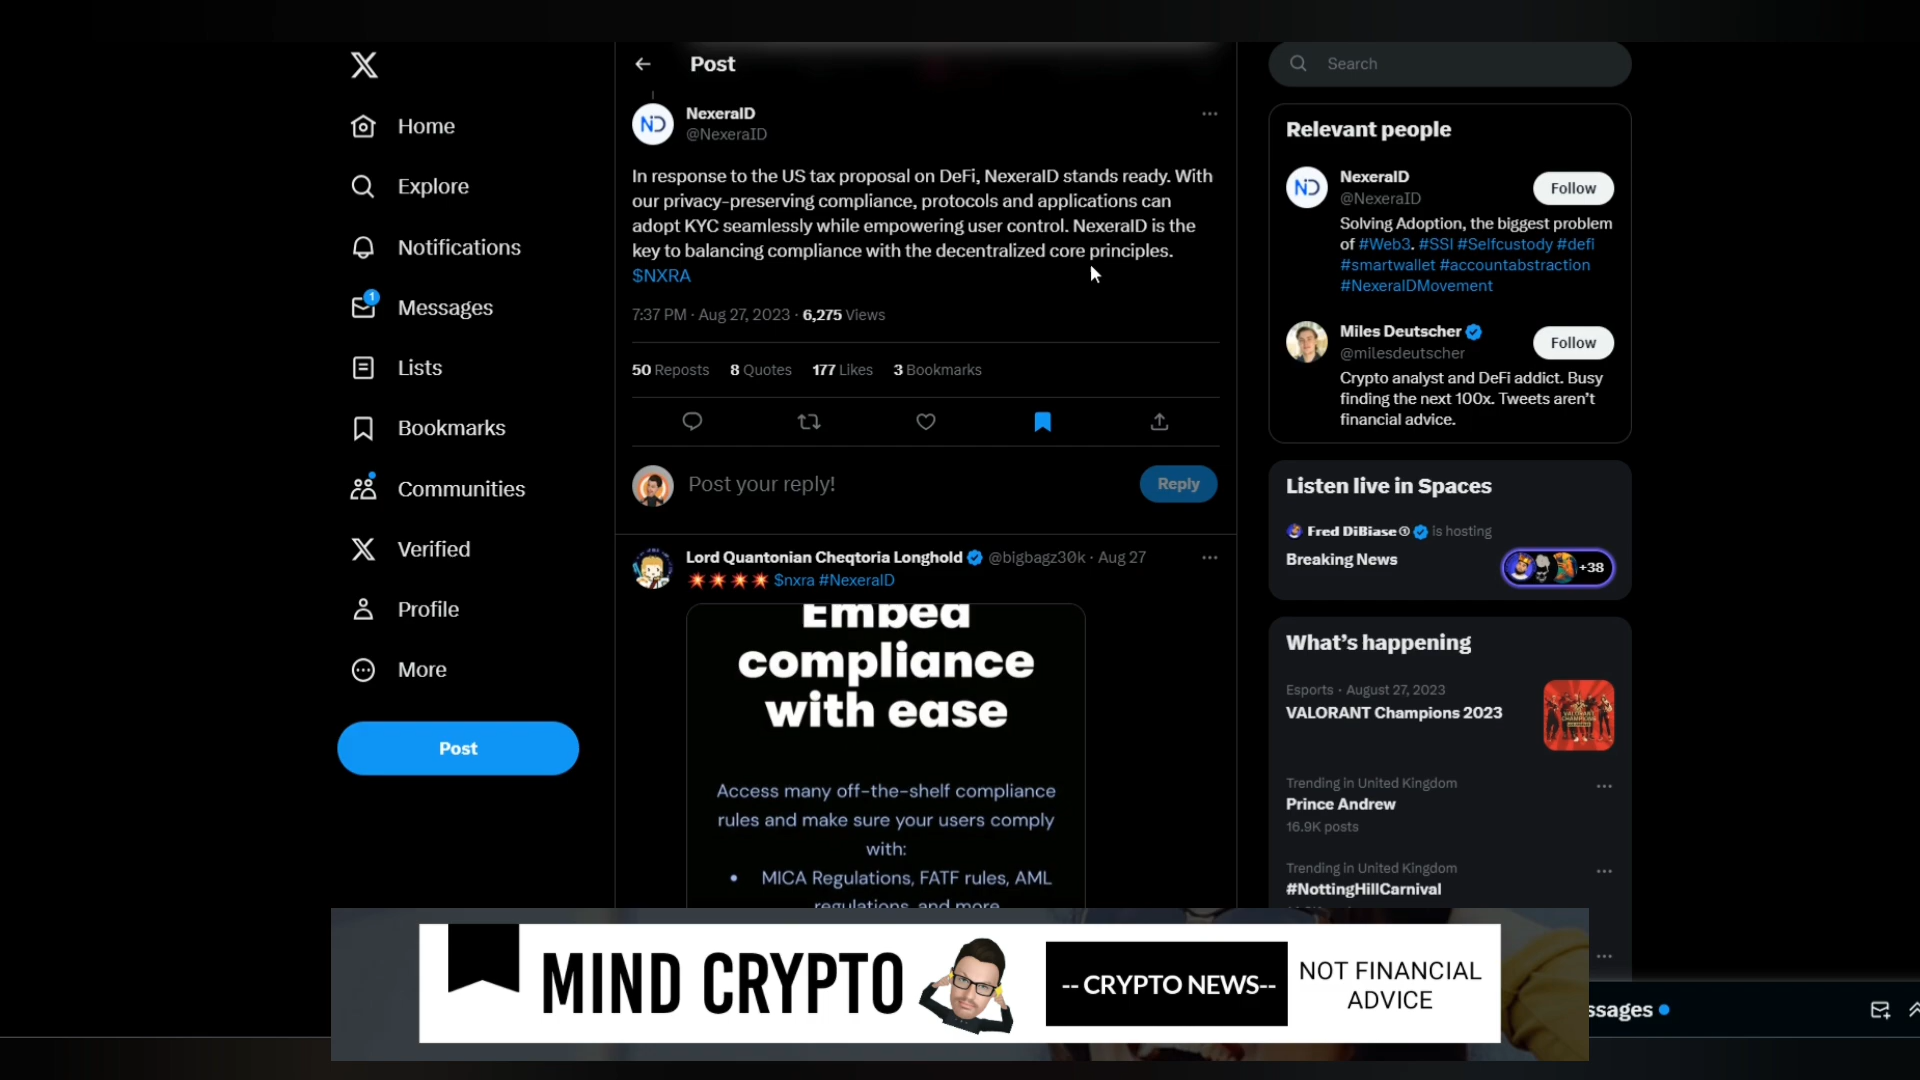 Home
Explore
Notifications
1
Messages
Lists
Bookmarks
Communities
Verified
Profile
More
Post
Post
NexeraID
@NexeraID
In response to the US tax proposal on DeFi, NexeraID stands ready. With
our privacy-preserving compliance, protocols and applications can
adopt KYC seamlessly while empowering user control. NexeraID is the
key to balancing compliance with the decentralized core principles.
$NXRA
7:37 PM · Aug 27, 2023 · 6,275 Views
50 Reposts 8 Quotes 177 Likes 3 Bookmarks
Post your reply!
Reply
Lord Quantonian Cheqtoria Longhold @bigbagz30k · Aug 27
💥💥💥💥 $nxra #NexeraID
Embed
compliance
with ease
Access many off-the-shelf compliance
rules and make sure your users comply
with:
• MICA Regulations, FATF rules, AML
regulations, and more
Search
Relevant people
NexeraID
@NexeraID
Follow
Solving Adoption, the biggest problem
of #Web3. #SSI #Selfcustody #defi
#smartwallet #accountabstraction
#NexeraIDMovement
Miles Deutscher
@milesdeutscher
Follow
Crypto analyst and DeFi addict. Busy
finding the next 100x. Tweets aren't
financial advice.
Listen live in Spaces
Fred DiBiase® is hosting
Breaking News
+38
What's happening
Esports · August 27, 2023
VALORANT Champions 2023
Trending in United Kingdom
Prince Andrew
16.9K posts
Trending in United Kingdom
#NottingHillCarnival
MIND CRYPTO
-- CRYPTO NEWS--
NOT FINANCIAL
ADVICE
ssages